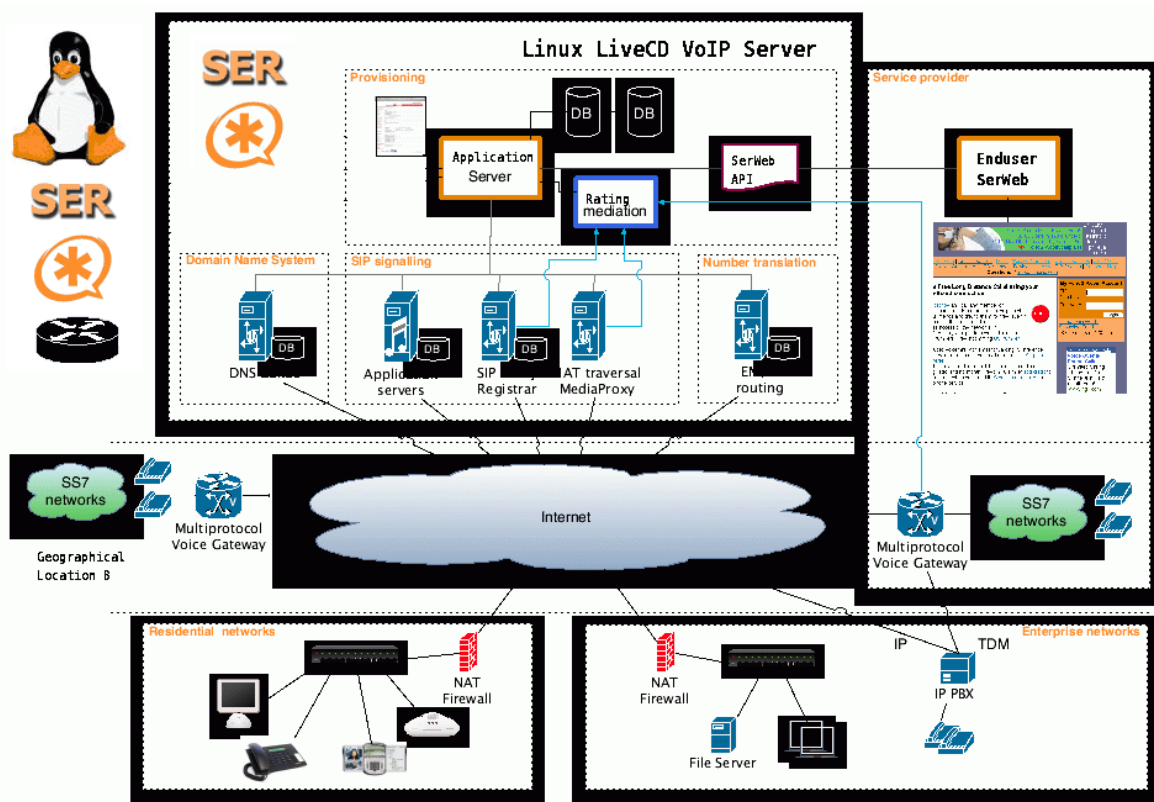 Linux LiveCD VoIP Server
SER
Provisioning
Service provider
DB
DB
Application
Server
SerWeb
API
Enduser
SerWeb
Rating
mediation
SER
Domain Name System
SIP signalling
Number translation
DB
DB
DB
DB
DNS
Application
servers
SIP
Registrar
NAT traversal
MediaProxy
routing
SS7
networks
Multiprotocol
Voice Gateway
Geographical
Location B
Internet
Multiprotocol
Voice Gateway
SS7
networks
Residential networks
Enterprise networks
NAT
Firewall
NAT
Firewall
IP
TDM
IP PBX
File Server